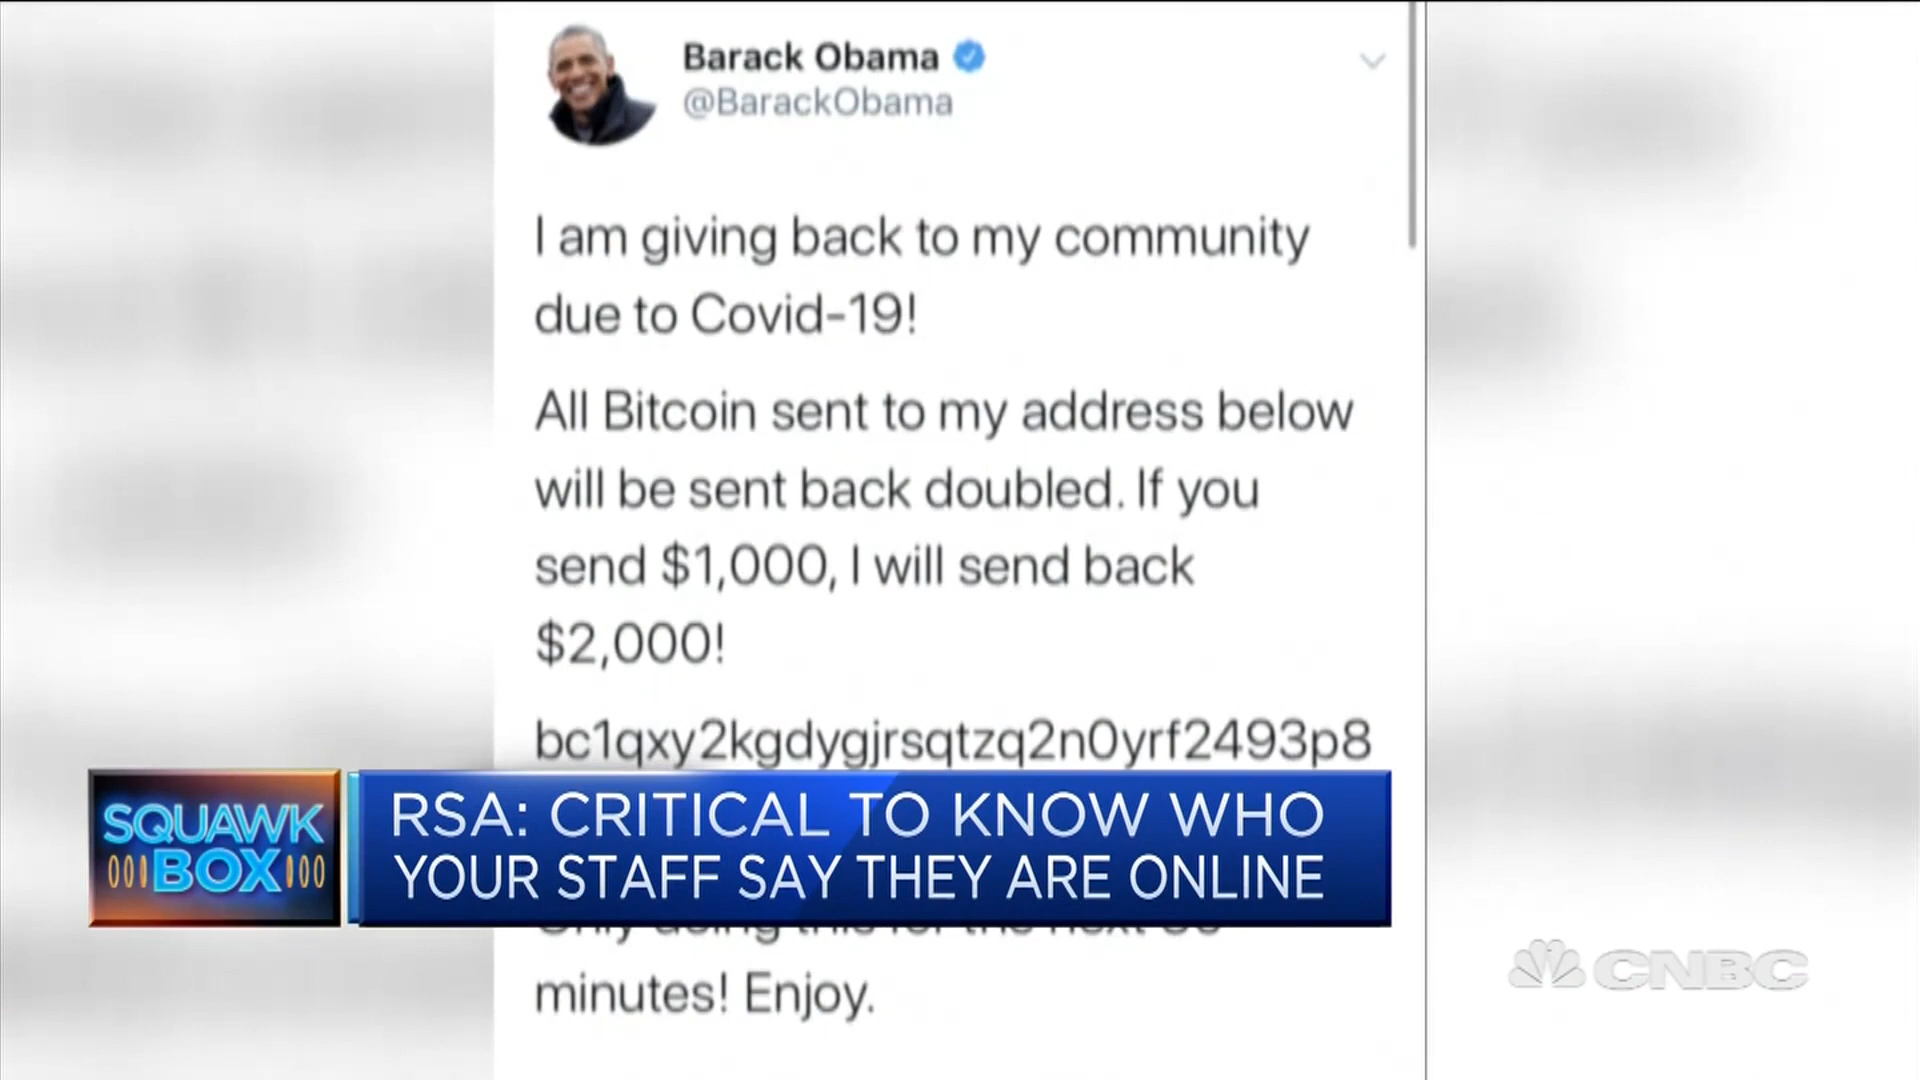 Barack Obama
@BarackObama
I am giving back to my community
due to Covid-19!
All Bitcoin sent to my address below
will be sent back doubled. If you
send $1,000, I will send back
$2,000!
bc1qxy2kgdygjrsqtzq2n0yrf2493p8
SQUAWK
BOX
RSA: CRITICAL TO KNOW WHO
YOUR STAFF SAY THEY ARE ONLINE
minutes! Enjoy.
CNBC